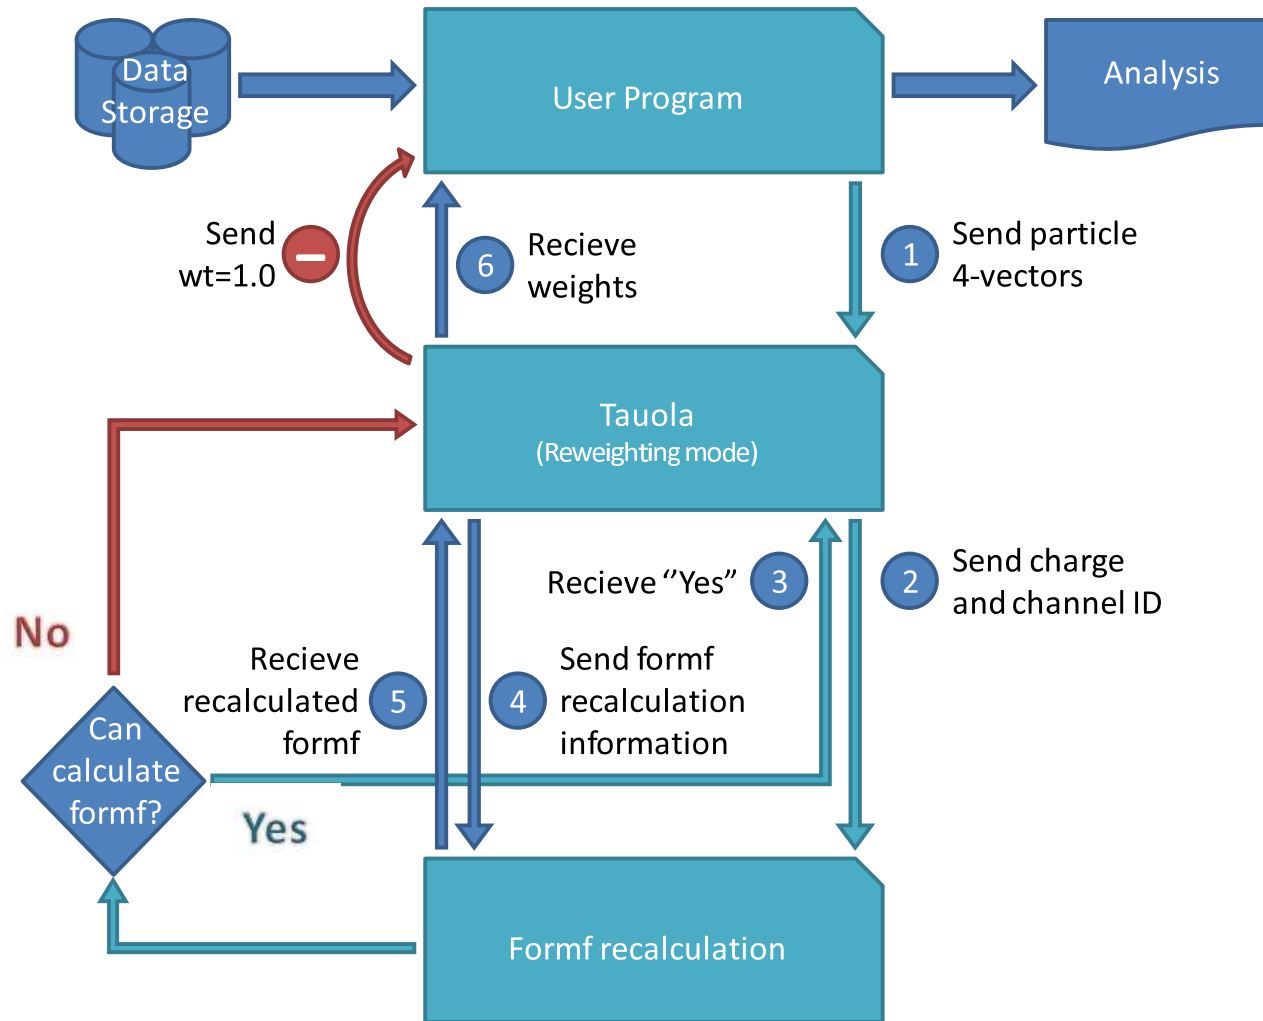 Data
Storage
User Program
Analysis
Send
wt=1.0
6
Recieve
weights
1
Send particle
4-vectors
Tauola
(Reweighting mode)
Recieve ‘’Yes”
3
2
Send charge
and channel ID
No
Recieve
recalculated
formf
5
4
Send formf
recalculation
information
Can
calculate
formf?
Yes
Formf recalculation